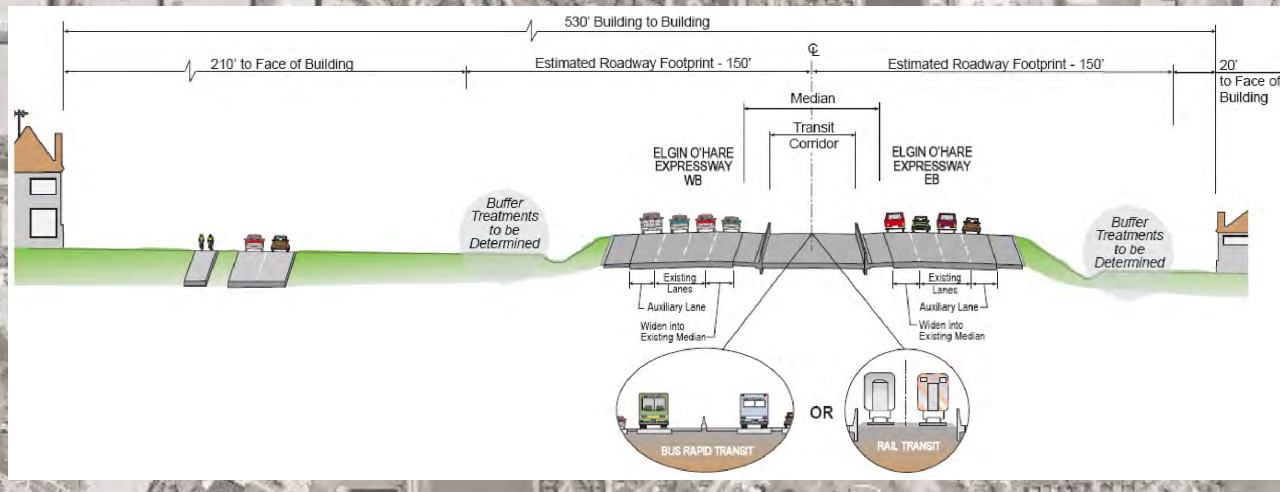 530' Building to Building
℄
210' to Face of Building
Estimated Roadway Footprint - 150'
Estimated Roadway Footprint - 150'
20'
to Face of
Building
Median
Transit
Corridor
ELGIN O'HARE
EXPRESSWAY
WB
ELGIN O'HARE
EXPRESSWAY
EB
Buffer
Treatments
to be
Determined
Buffer
Treatments
to be
Determined
Existing
Lanes
Auxiliary Lane
Widen into
Existing Median
Existing
Lanes
Auxiliary Lane
Widen into
Existing Median
BUS RAPID TRANSIT
OR
RAIL TRANSIT